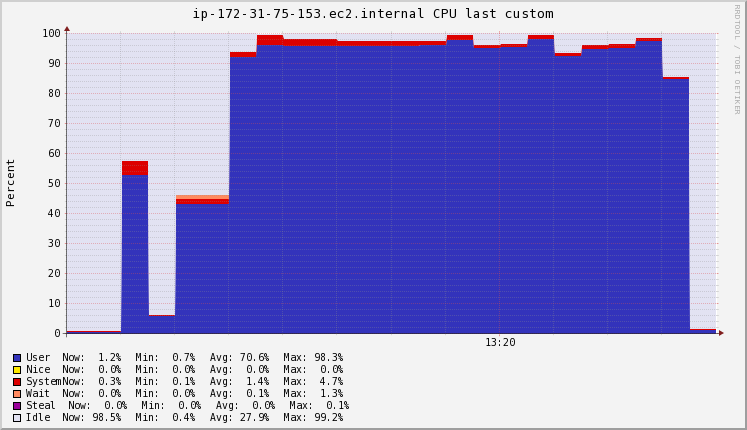 ip-172-31-75-153.ec2.internal CPU last custom
RRDTOOL / TOBI OETIKER
Percent
100
90
80
70
60
50
40
30
20
10
0
13:20
User Now: 1.2% Min: 0.7% Avg: 70.6% Max: 98.3%
Nice Now: 0.0% Min: 0.0% Avg: 0.0% Max: 0.0%
System Now: 0.3% Min: 0.1% Avg: 1.4% Max: 4.7%
Wait Now: 0.0% Min: 0.0% Avg: 0.1% Max: 1.3%
Steal Now: 0.0% Min: 0.0% Avg: 0.0% Max: 0.1%
Idle Now: 98.5% Min: 0.4% Avg: 27.9% Max: 99.2%